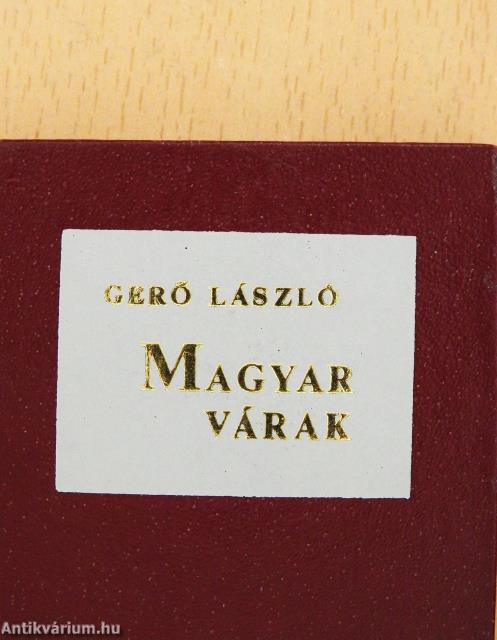 GERŐ LÁSZLÓ
MAGYAR
VÁRAK
Antikvárium.hu